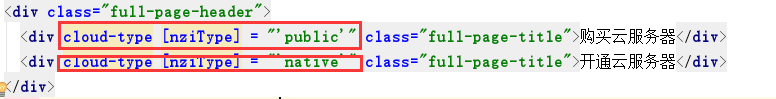 <div class="full-page-header">
<div cloud-type [nziType] = "'public'" class="full-page-title">购买云服务器</div>
<div cloud-type [nziType] = "'native'" class="full-page-title">开通云服务器</div>
</div>